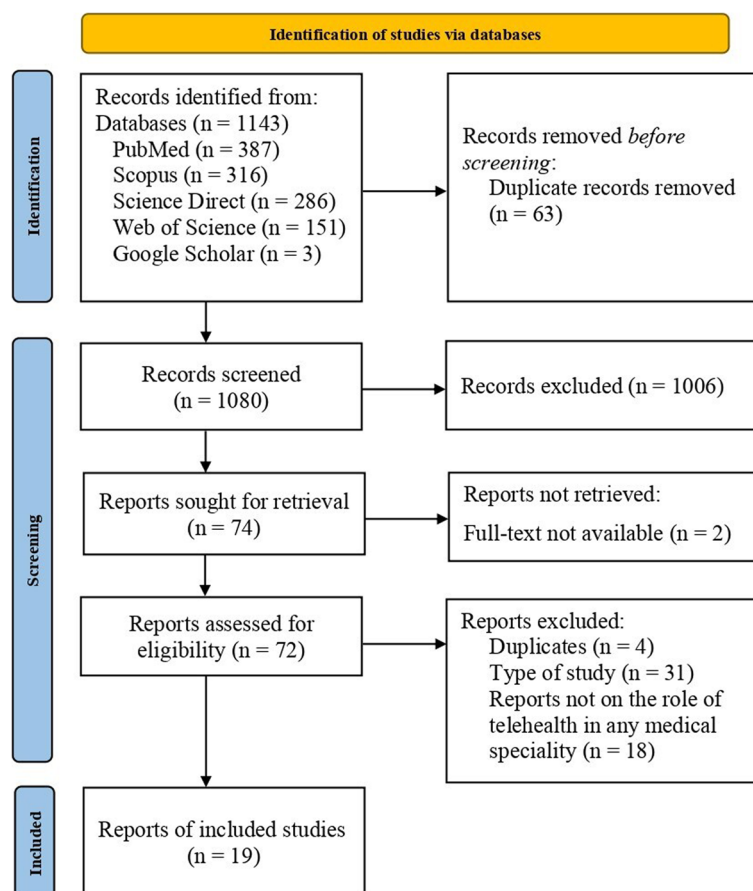 Identification of studies via databases
Identification
Records identified from:
Databases (n = 1143)
PubMed (n = 387)
Scopus (n = 316)
Science Direct (n = 286)
Web of Science (n = 151)
Google Scholar (n = 3)
Records removed before
screening:
Duplicate records removed
(n = 63)
Screening
Records screened
(n = 1080)
Records excluded (n = 1006)
Reports sought for retrieval
(n = 74)
Reports not retrieved:
Full-text not available (n = 2)
Reports assessed for
eligibility (n = 72)
Reports excluded:
Duplicates (n = 4)
Type of study (n = 31)
Reports not on the role of
telehealth in any medical
speciality (n = 18)
Included
Reports of included studies
(n = 19)